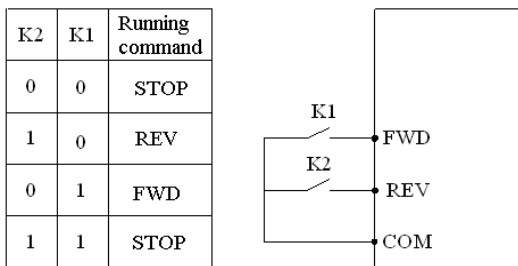 K2 K1 Running command
0 0 STOP
1 0 REV
0 1 FWD
1 1 STOP
K1
FWD
K2
REV
COM